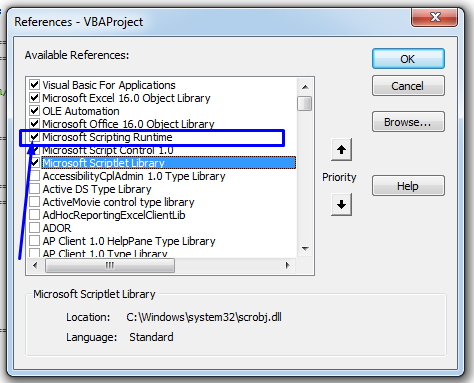 References - VBAProject
Available References:
OK
Visual Basic For Applications
Microsoft Excel 16.0 Object Library
OLE Automation
Microsoft Office 16.0 Object Library
Microsoft Scripting Runtime
Microsoft Script Control 1.0
Microsoft Scriptlet Library
AccessibilityCplAdmin 1.0 Type Library
Active DS Type Library
ActiveMovie control type library
AdHocReportingExcelClientLib
ADOR
AP Client 1.0 HelpPane Type Library
AP Client 1.0 Type Library
Cancel
Browse...
Priority
Help
Microsoft Scriptlet Library
Location: C:\Windows\system32\scrobj.dll
Language: Standard